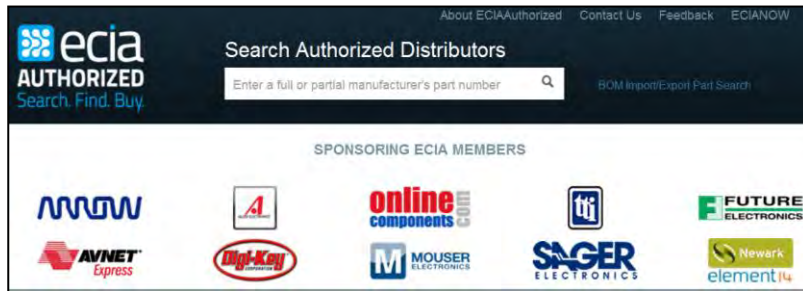 About ECIAAuthorized Contact Us Feedback ECIANOW
ecia
AUTHORIZED
Search. Find. Buy.
Search Authorized Distributors
Enter a full or partial manufacturer's part number
BOM Import/Export Part Search
SPONSORING ECIA MEMBERS
ARROW
A
online
components
com
tti
F FUTURE
ELECTRONICS
AVNET
Express
Digi-Key
CORPORATION
M MOUSER
ELECTRONICS
SAGER
ELECTRONICS
Newark
element14